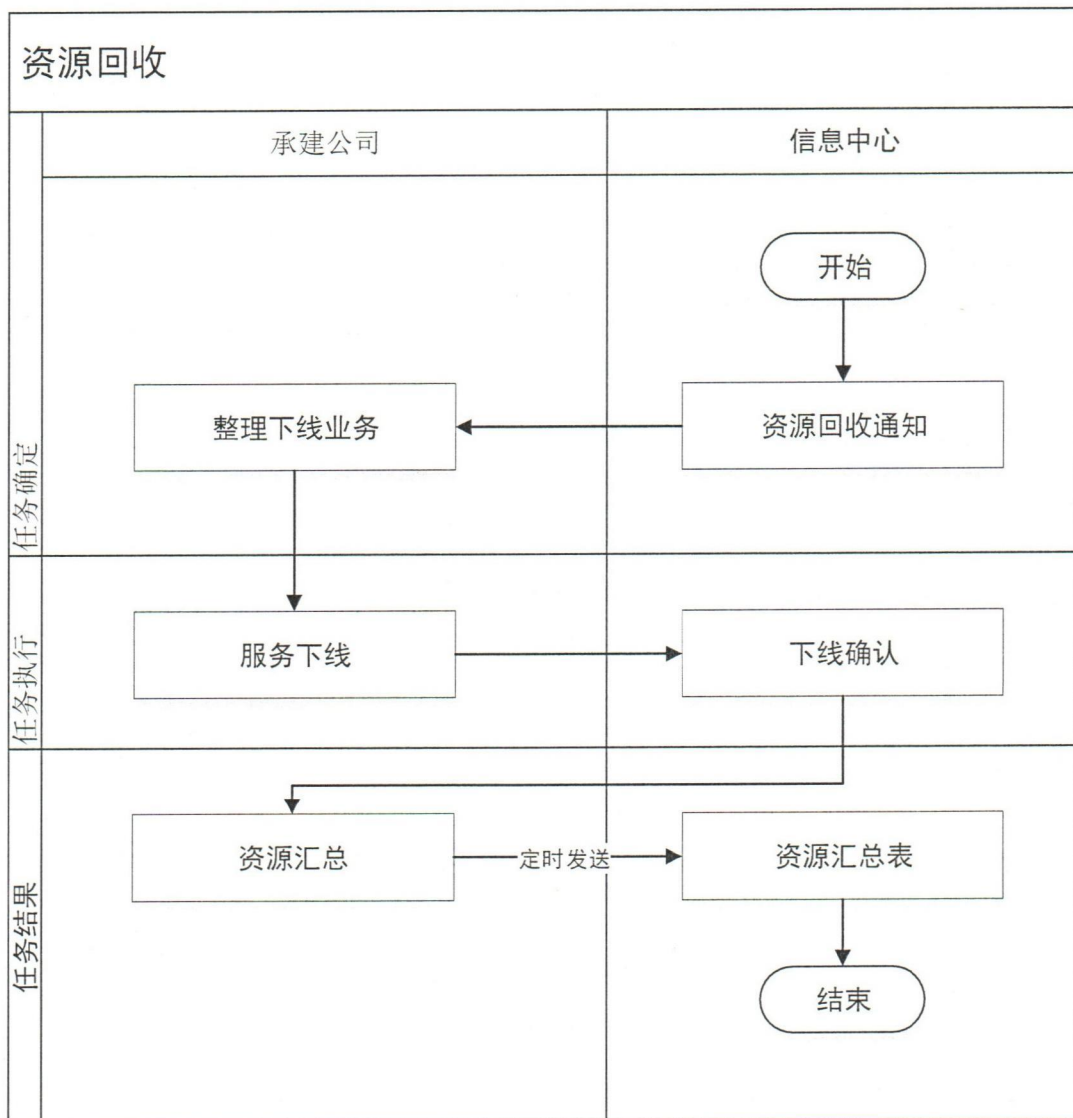 资源回收
承建公司
信息中心
开始
整理下线业务
资源回收通知
任务确定
服务下线
下线确认
任务执行
资源汇总
定时发送
资源汇总表
任务结果
结束